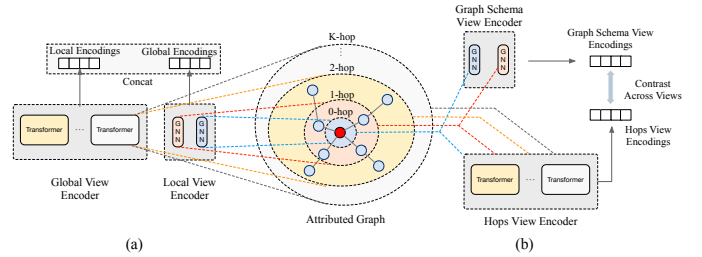 Local Encodings
Global Encodings
Concat
Transformer
...
Transformer
Global View
Encoder
G
N
N
G
N
N
Local View
Encoder
(a)
K-hop
...
2-hop
1-hop
0-hop
Attributed Graph
Graph Schema
View Encoder
G
N
N
G
N
N
Graph Schema View
Encodings
Contrast
Across Views
Hops View
Encodings
Transformer
...
Transformer
Hops View Encoder
(b)